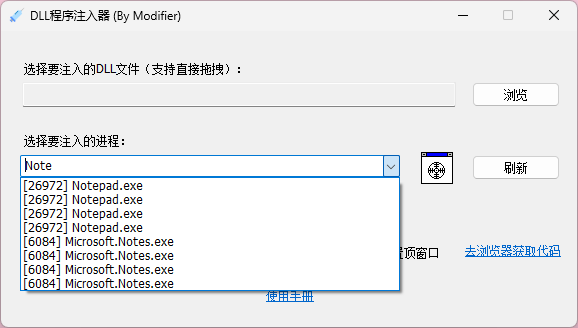 DLL程序注入器 (By Modifier)
选择要注入的DLL文件（支持直接拖拽）:
浏览
选择要注入的进程:
Note
刷新
[26972] Notepad.exe
[26972] Notepad.exe
[26972] Notepad.exe
[26972] Notepad.exe
[6084] Microsoft.Notes.exe
[6084] Microsoft.Notes.exe
[6084] Microsoft.Notes.exe
[6084] Microsoft.Notes.exe
置顶窗口
去浏览器获取代码
使用手册